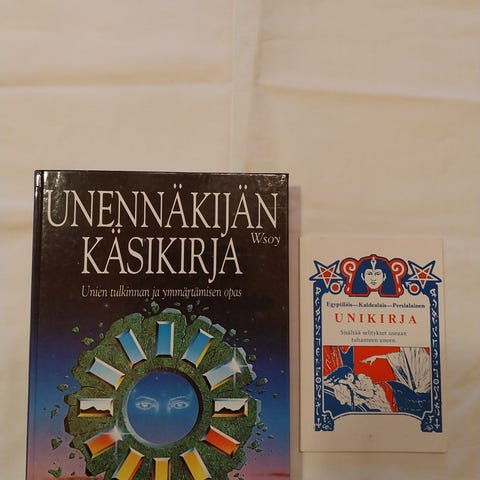 UNENNÄKIJÄN
Wsoy
KÄSIKIRJA
Unien tulkinnan ja ymmärtämisen opas
Egyptiläis—Kaldealais—Persialainen
UNIKIRJA
Sisältää selitykset useaan
tuhanteen uneen.